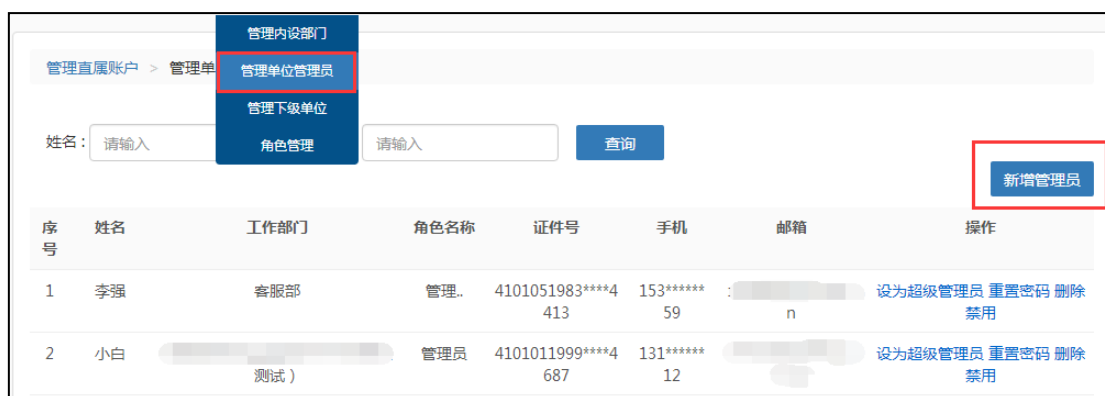 管理内设部门
管理直属账户 > 管理单
管理单位管理员
管理下级单位
角色管理
姓名： 请输入
请输入
查询
新增管理员
序号 姓名 工作部门 角色名称 证件号 手机 邮箱 操作
1 李强 客服部 管理.. 4101051983****4 153****** : 设为超级管理员 重置密码 删除
413 59 n 禁用
2 小白 管理员 4101011999****4 131****** 设为超级管理员 重置密码 删除
测试） 687 12 禁用